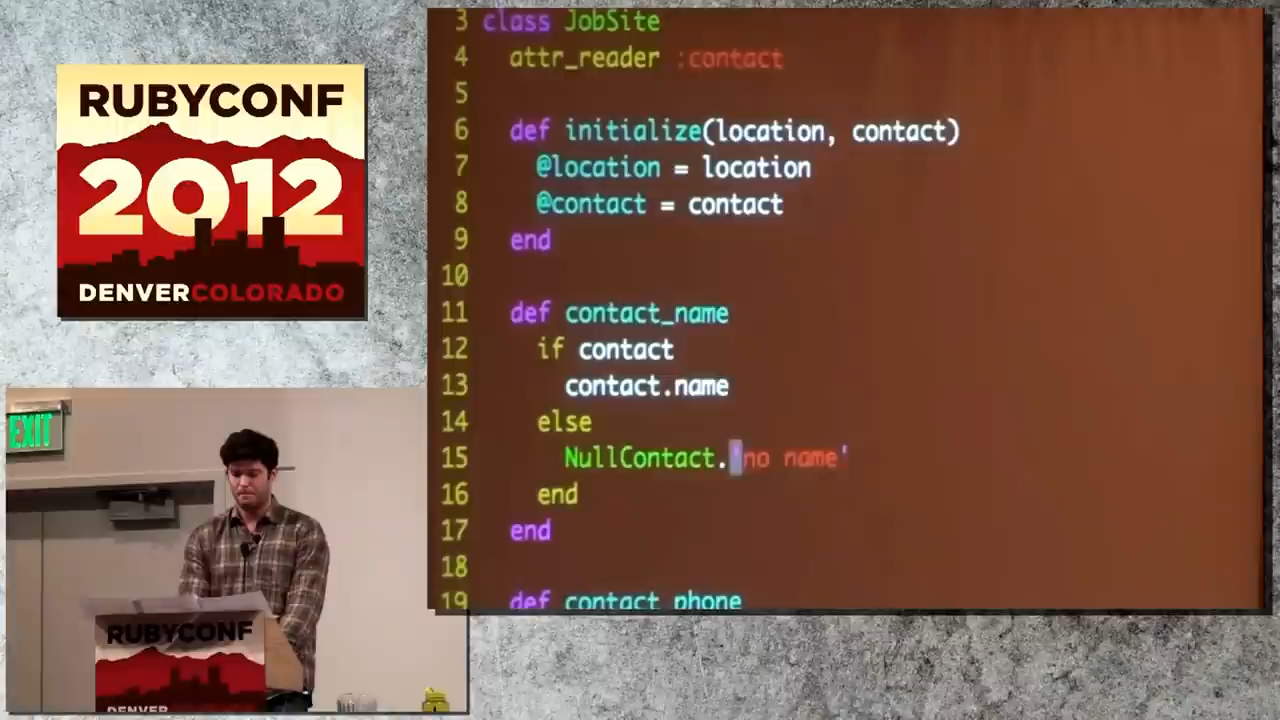 RUBYCONF
2012
DENVERCOLORADO
EXIT
RUBYCONF
DENVER
3 class JobSite
4 attr_reader :contact
5
6 def initialize(location, contact)
7 @location = location
8 @contact = contact
9 end
10
11 def contact_name
12 if contact
13 contact.name
14 else
15 NullContact.'no name'
16 end
17 end
18
19 def contact_phone